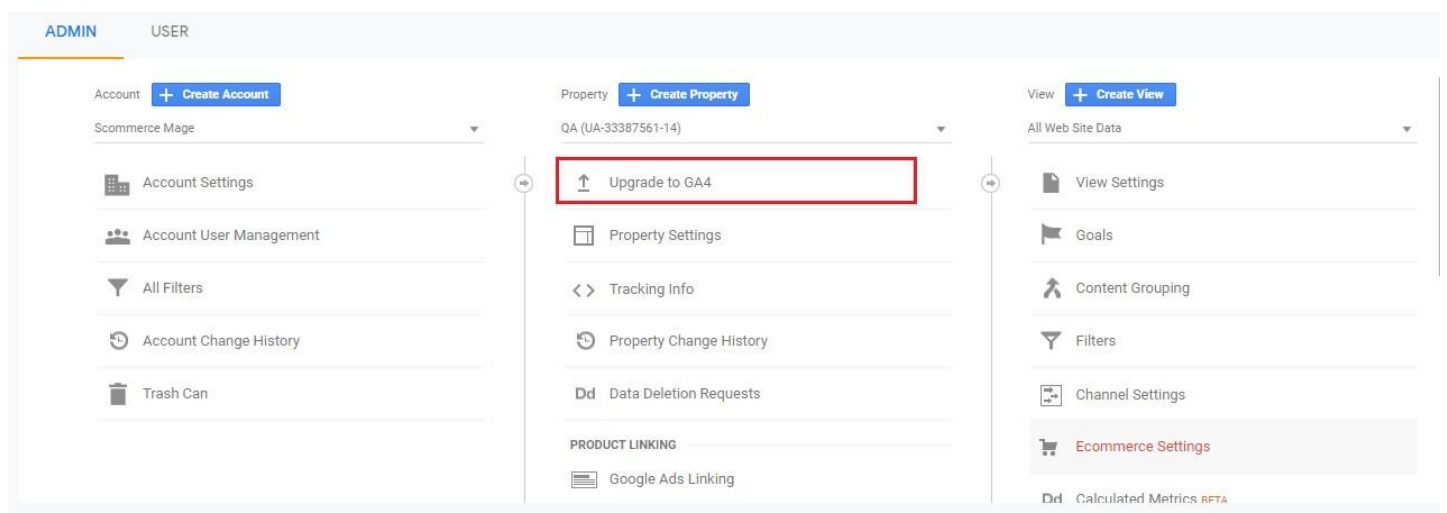 ADMIN USER
Account + Create Account
Scommerce Mage
Account Settings
Account User Management
All Filters
Account Change History
Trash Can
Property + Create Property
QA (UA-33387561-14)
Upgrade to GA4
Property Settings
<> Tracking Info
Property Change History
Dd Data Deletion Requests
PRODUCT LINKING
Google Ads Linking
View + Create View
All Web Site Data
View Settings
Goals
Content Grouping
Filters
Channel Settings
Ecommerce Settings
Dd Calculated Metrics BETA